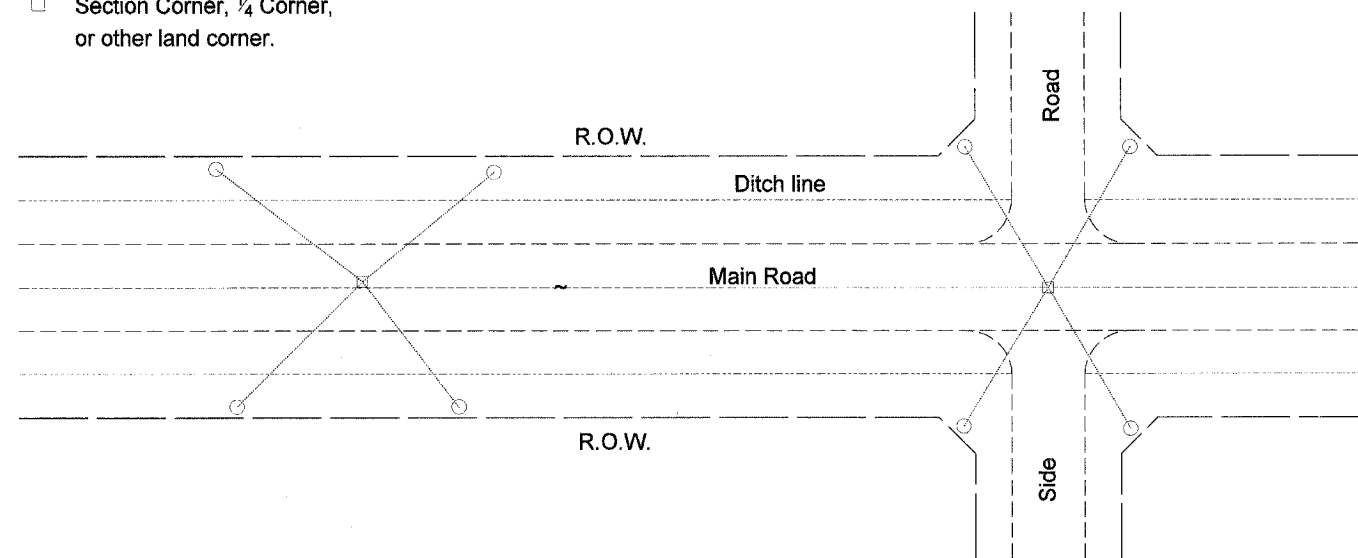 Section Corner, ¼ Corner,
or other land corner.
Road
R.O.W.
Ditch line
Main Road
~
R.O.W.
Side